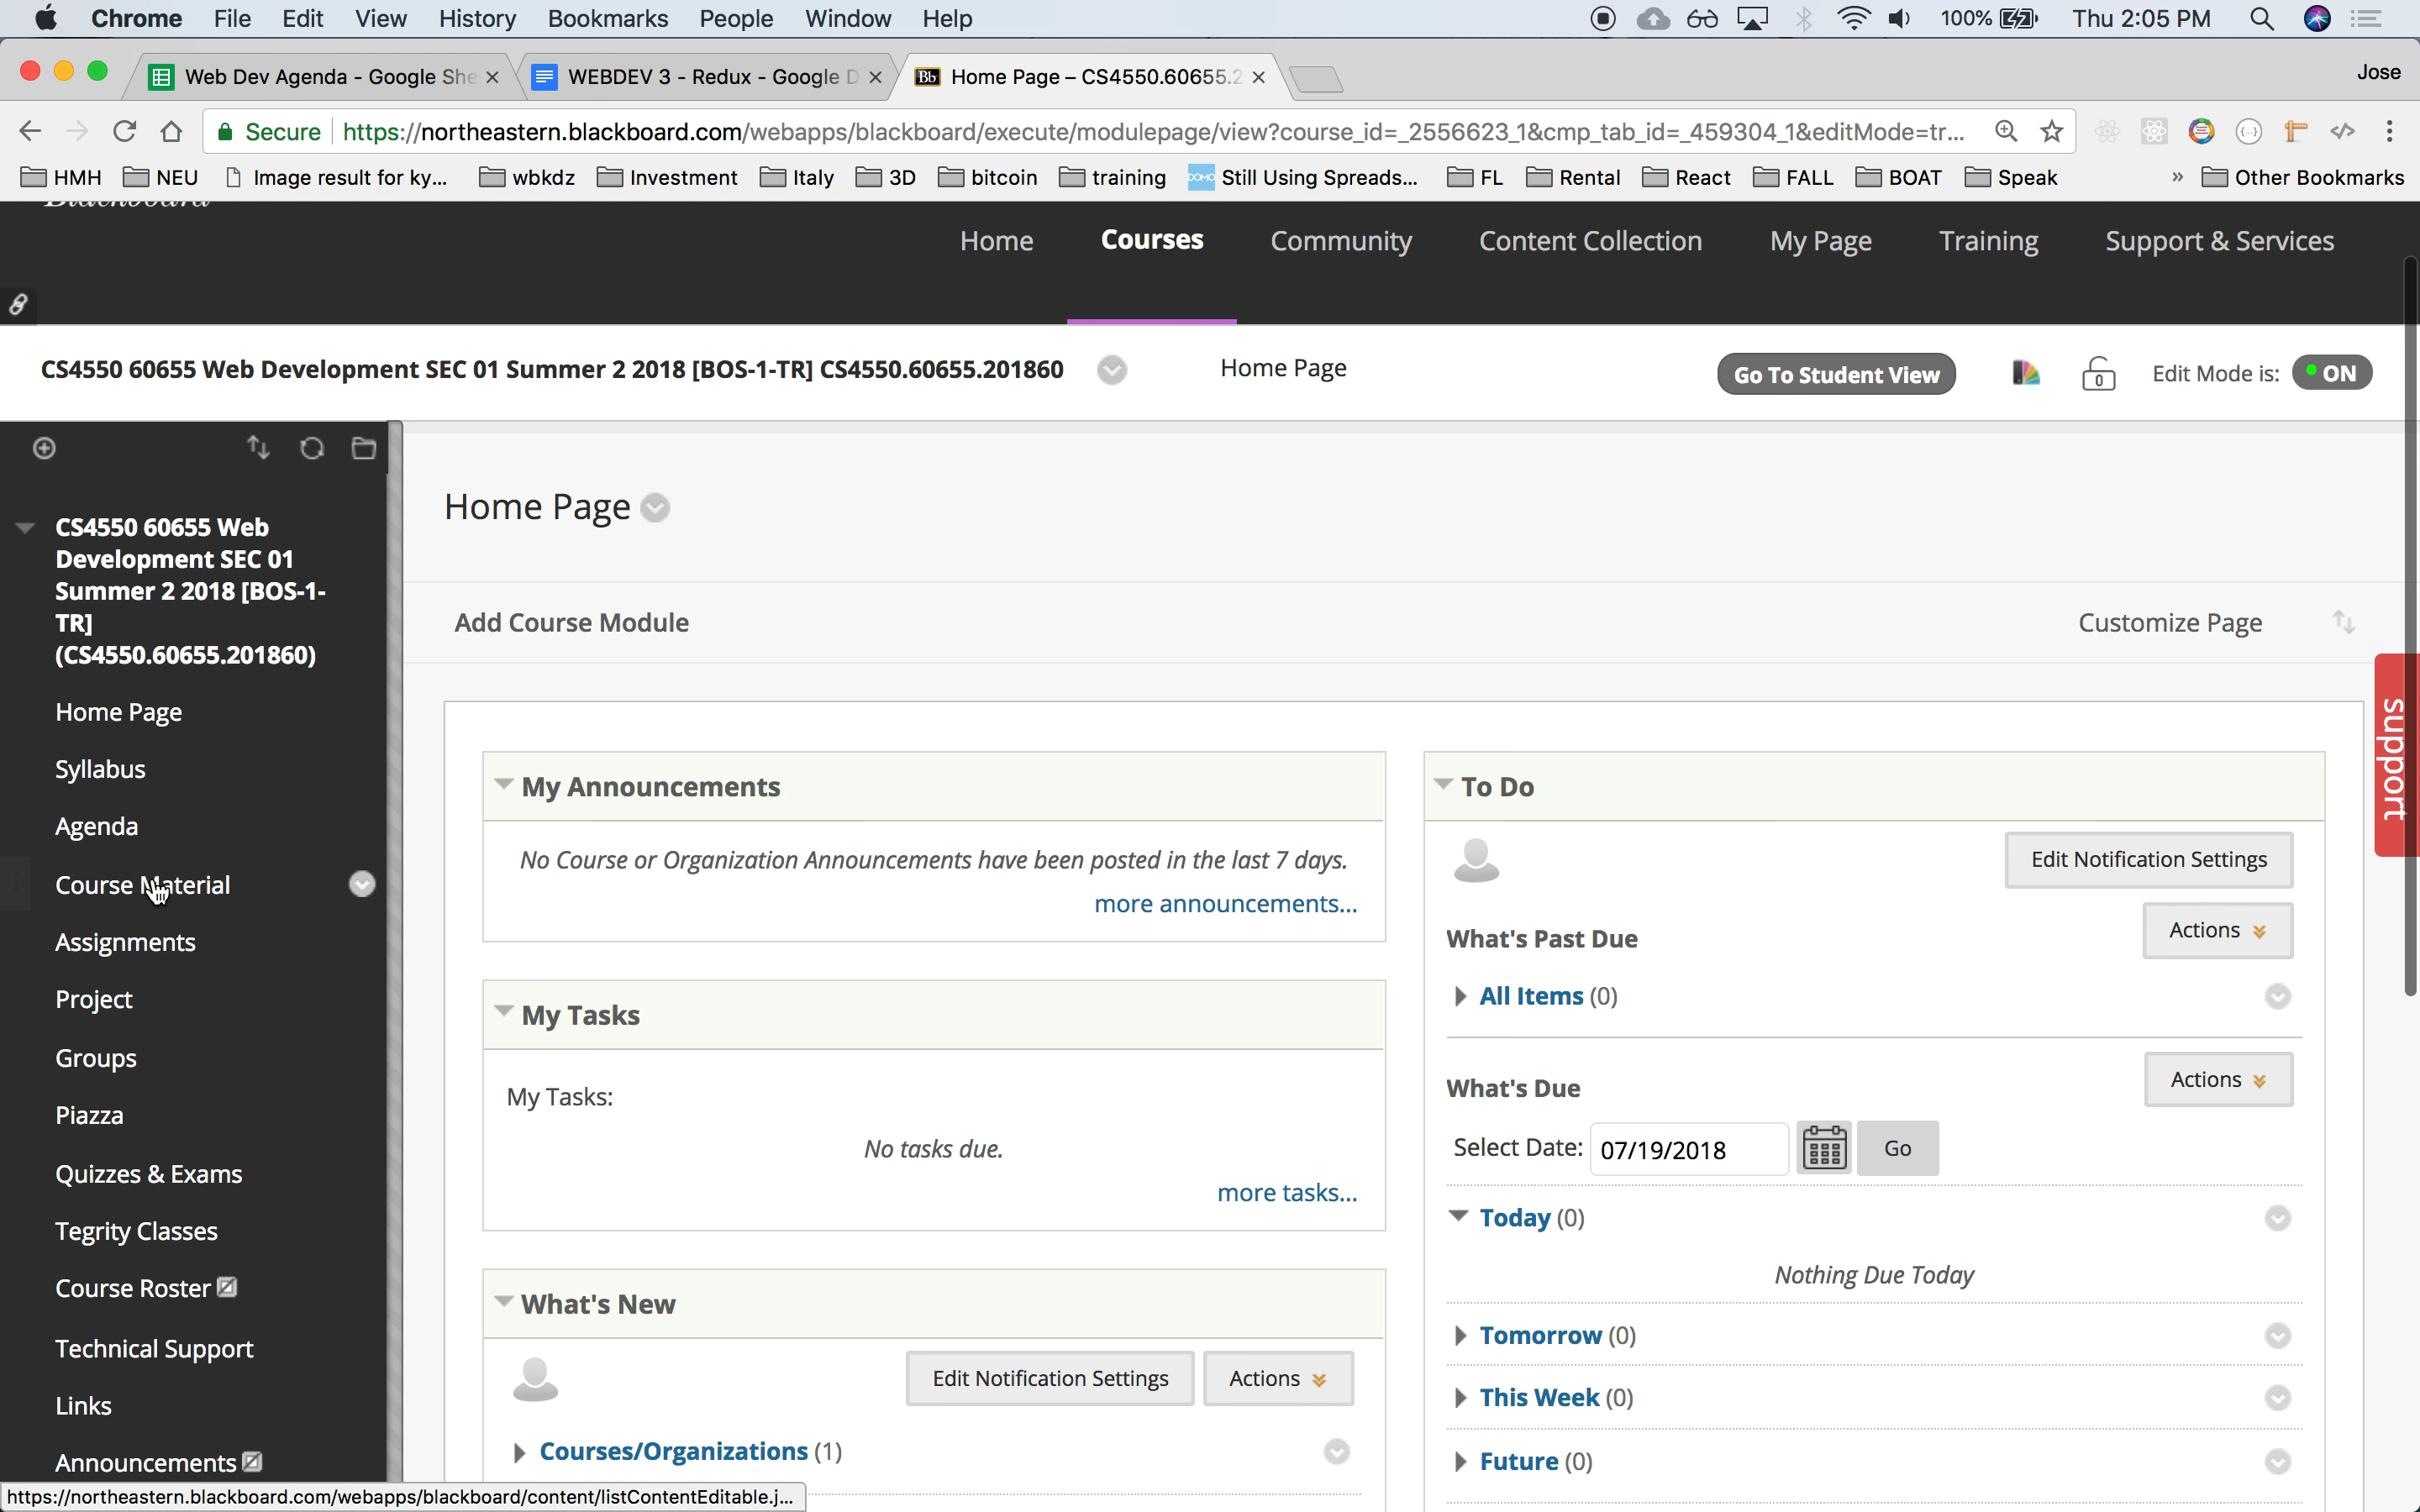 Chrome File Edit View History Bookmarks People Window Help 100% Thu 2:05 PM
Web Dev Agenda - Google She WEBDEV 3 - Redux - Google D Bb Home Page – CS4550.60655.2 Jose
Secure https://northeastern.blackboard.com/webapps/blackboard/execute/modulepage/view?course_id=_2556623_1&cmp_tab_id=_459304_1&editMode=tr...
HMH NEU Image result for ky... wbkdz Investment Italy 3D bitcoin training DOMO Still Using Spreads... FL Rental React FALL BOAT Speak » Other Bookmarks
Blackboard
Home Courses Community Content Collection My Page Training Support & Services
CS4550 60655 Web Development SEC 01 Summer 2 2018 [BOS-1-TR] CS4550.60655.201860 Home Page Go To Student View Edit Mode is: ON
CS4550 60655 Web
Development SEC 01
Summer 2 2018 [BOS-1-
TR]
(CS4550.60655.201860)
Home Page
Syllabus
Agenda
Course Material
Assignments
Project
Groups
Piazza
Quizzes & Exams
Tegrity Classes
Course Roster
Technical Support
Links
Announcements
Home Page
Add Course Module Customize Page
My Announcements
No Course or Organization Announcements have been posted in the last 7 days.
more announcements...
My Tasks
My Tasks:
No tasks due.
more tasks...
What's New
Edit Notification Settings Actions
Courses/Organizations (1)
To Do
Edit Notification Settings
What's Past Due Actions
All Items (0)
What's Due Actions
Select Date: 07/19/2018 Go
Today (0)
Nothing Due Today
Tomorrow (0)
This Week (0)
Future (0)
support
https://northeastern.blackboard.com/webapps/blackboard/content/listContentEditable.j...